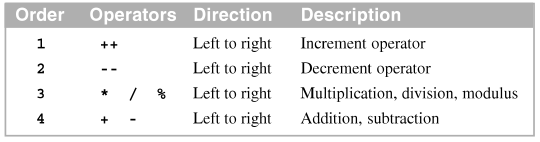 Order Operators Direction Description
1 ++ Left to right Increment operator
2 -- Left to right Decrement operator
3 * / % Left to right Multiplication, division, modulus
4 + - Left to right Addition, subtraction